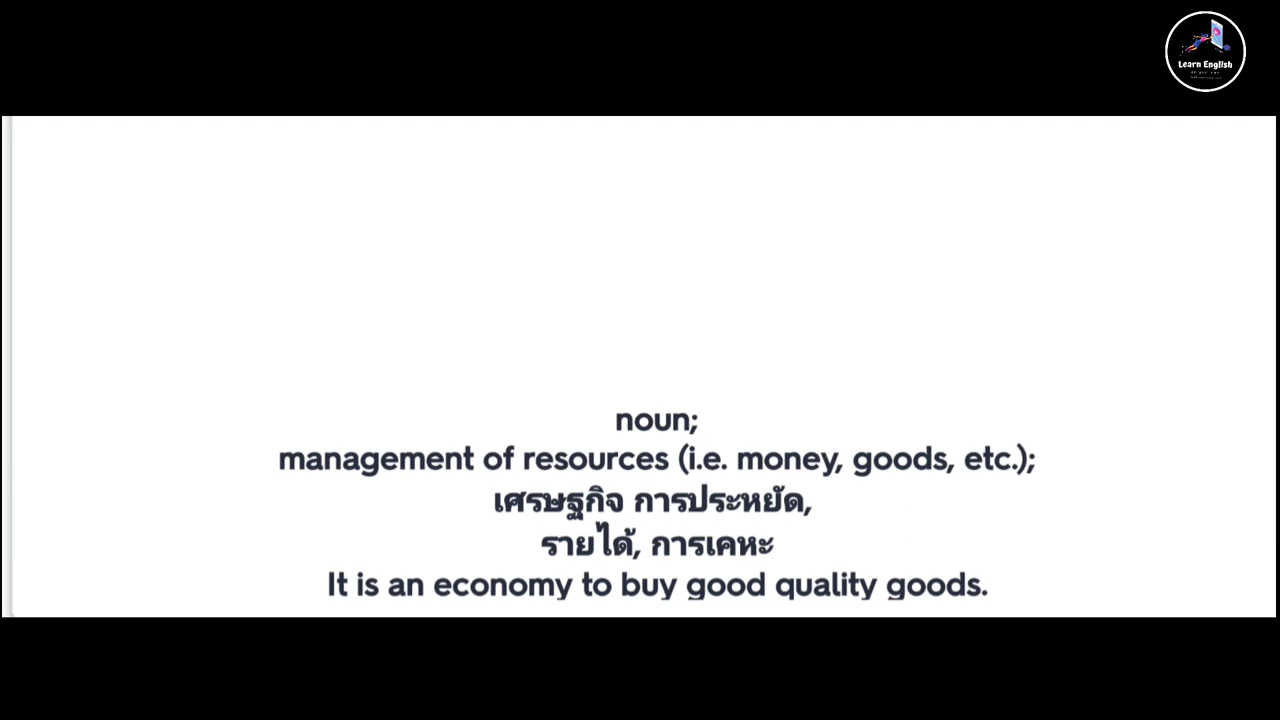 Learn English
noun;
management of resources (i.e. money, goods, etc.);
เศรษฐกิจ การประหยัด,
รายได้, การเคหะ
It is an economy to buy good quality goods.